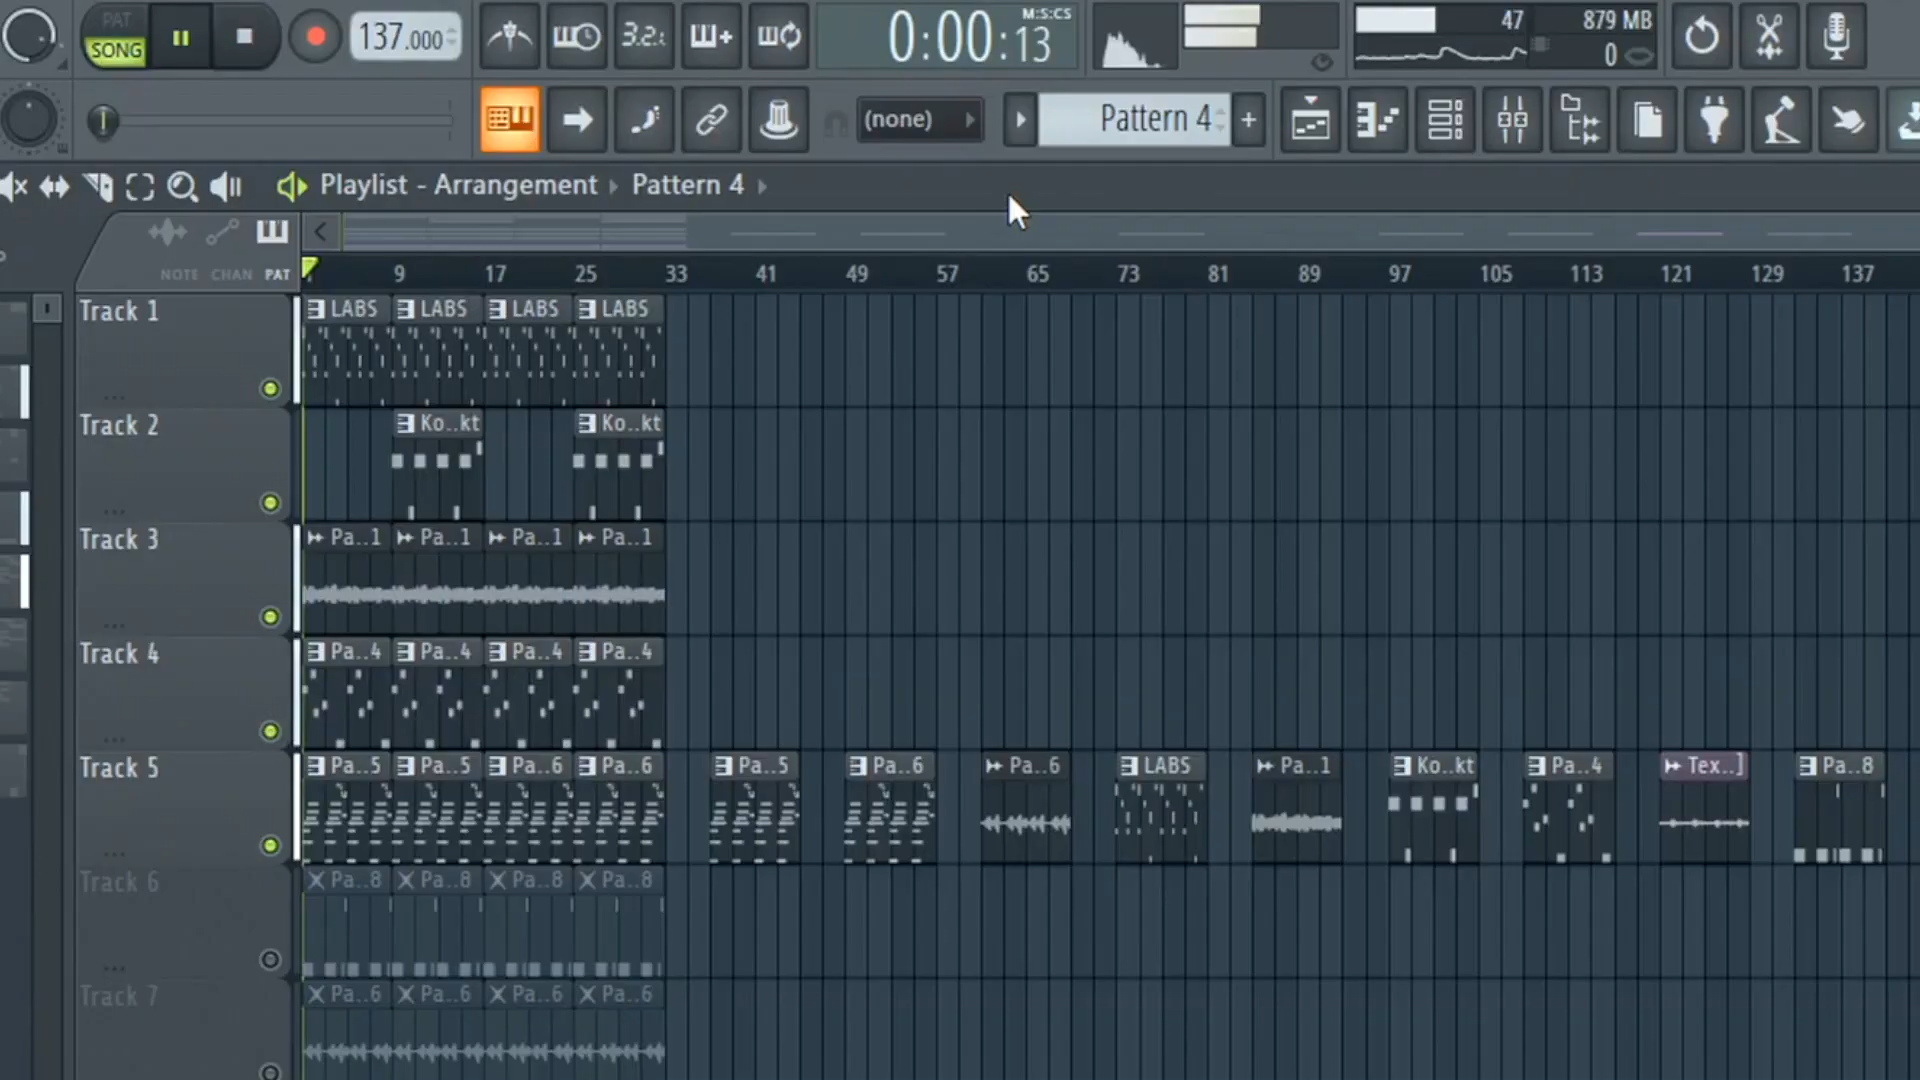 PAT
SONG
137.000
3.2.
0:00:13
M:S:CS
47
879 MB
0
(none)
Pattern 4
+
Playlist - Arrangement Pattern 4
NOTE CHAN PAT
9 17 25 33 41 49 57 65 73 81 89 97 105 113 121 129 137
Track 1
LABS LABS LABS LABS
Track 2
Ko..kt Ko..kt
Track 3
Pa..1 Pa..1 Pa..1 Pa..1
Track 4
Pa..4 Pa..4 Pa..4 Pa..4
Track 5
Pa..5 Pa..5 Pa..6 Pa..6 Pa..5 Pa..6 Pa..6 LABS Pa..1 Ko..kt Pa..4 Tex..] Pa..8
Track 6
Pa..8 Pa..8 Pa..8 Pa..8
Track 7
Pa..6 Pa..6 Pa..6 Pa..6